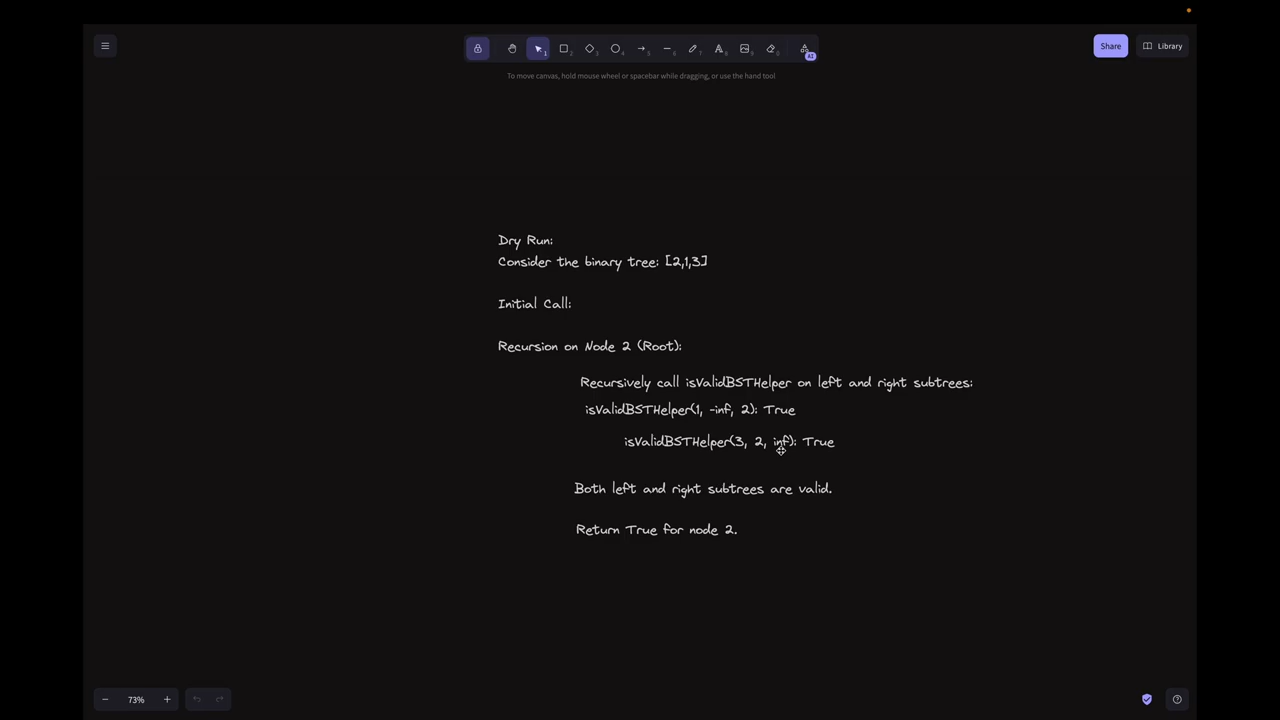 Share
Library
To move canvas, hold mouse wheel or spacebar while dragging, or use the hand tool
Dry Run:
Consider the binary tree: [2,1,3]
Initial Call:
Recursion on Node 2 (Root):
Recursively call isValidBSTHelper on left and right subtrees:
isValidBSTHelper(1, -inf, 2): True
isValidBSTHelper(3, 2, inf): True
Both left and right subtrees are valid.
Return True for node 2.
73%